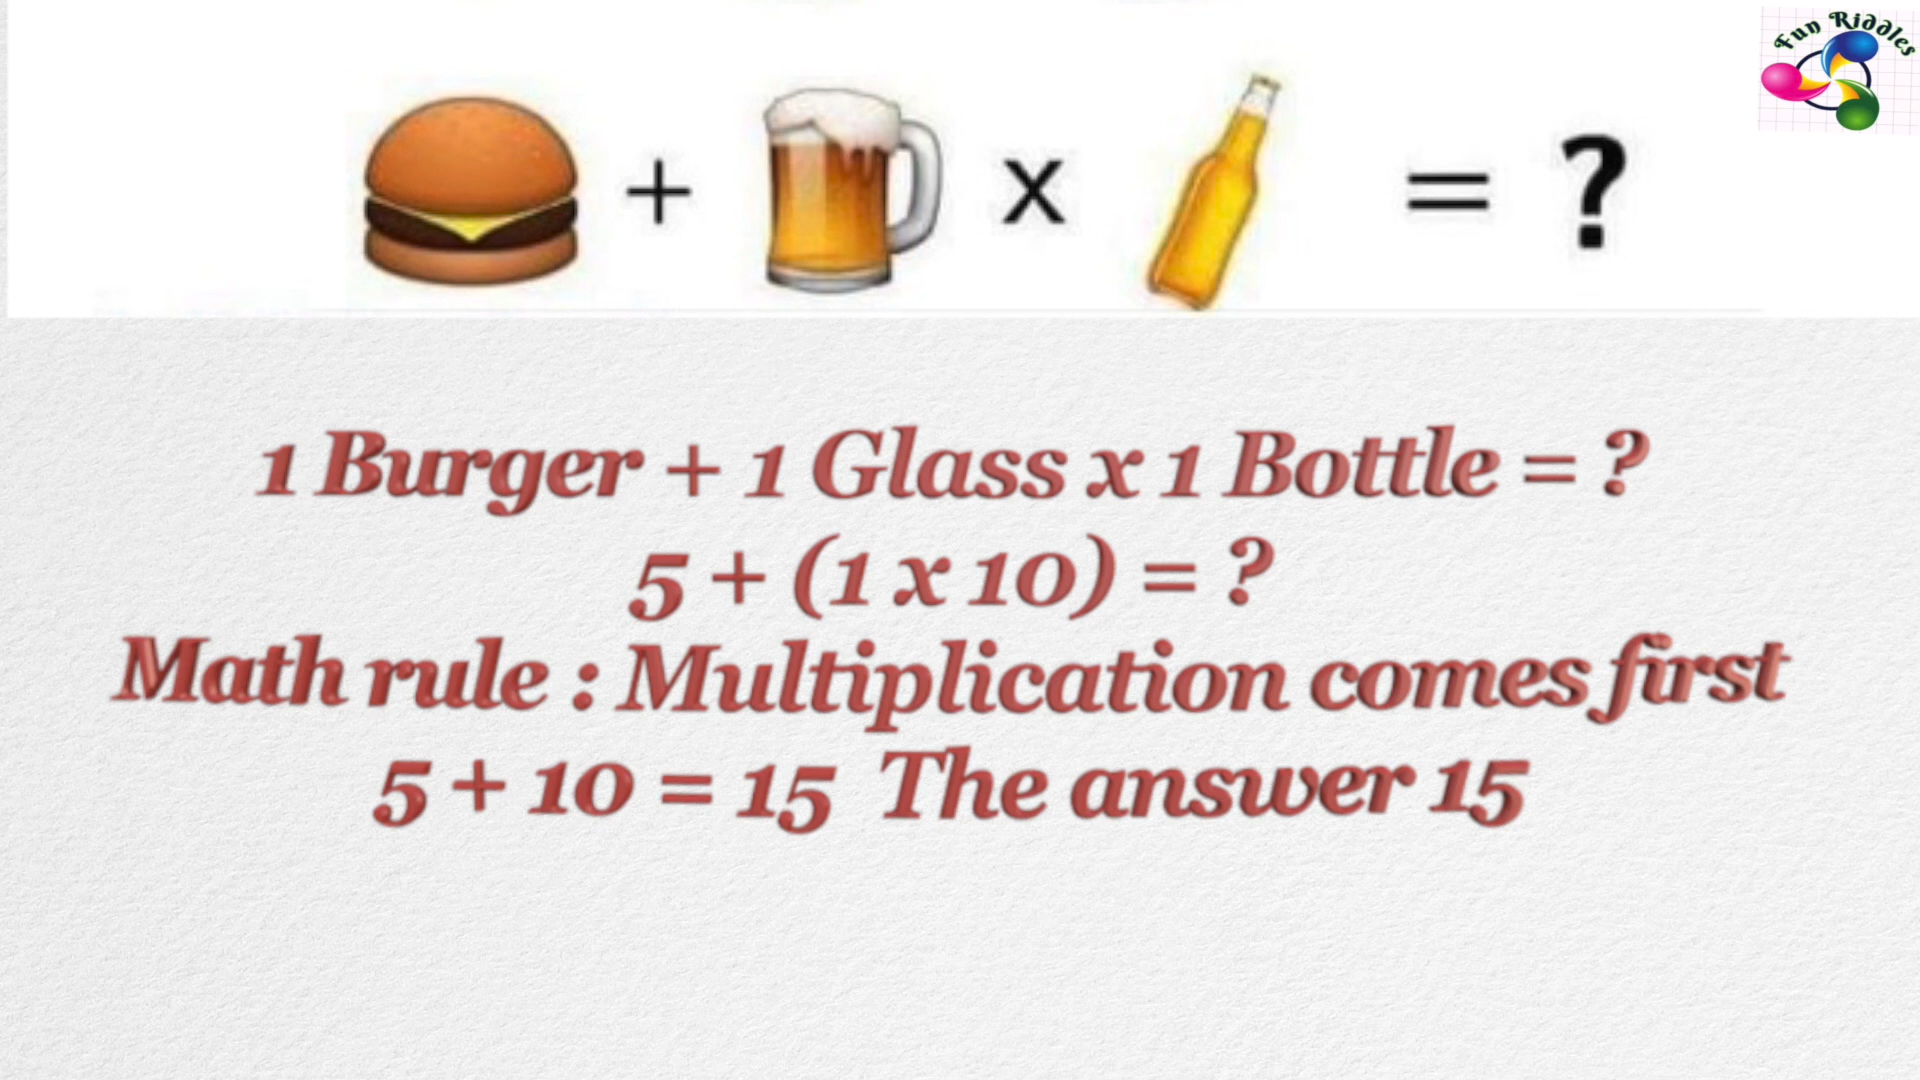 Fun Riddles
+ x = ?
1 Burger + 1 Glass x 1 Bottle = ?
5 + (1 x 10) = ?
Math rule : Multiplication comes first
5 + 10 = 15 The answer 15